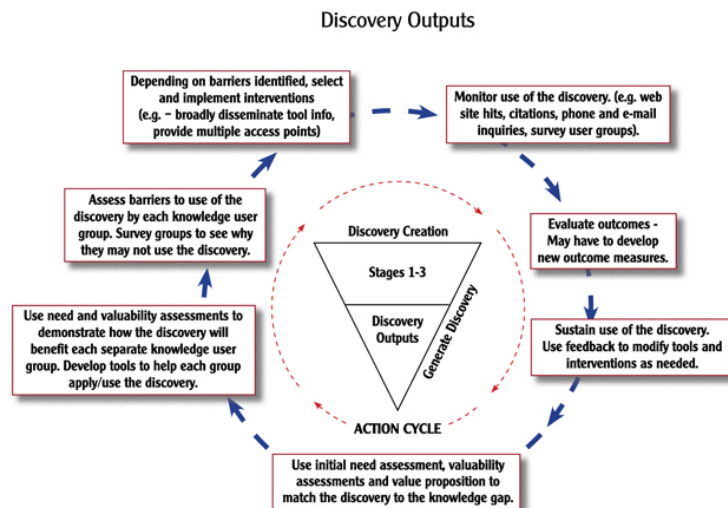 Discovery Outputs
Depending on barriers identified, select
and implement interventions
(e.g. – broadly disseminate tool info,
provide multiple access points)
Monitor use of the discovery. (e.g. web
site hits, citations, phone and e-mail
inquiries, survey user groups).
Assess barriers to use of the
discovery by each knowledge user
group. Survey groups to see why
they may not use the discovery.
Evaluate outcomes -
May have to develop
new outcome measures.
Discovery Creation
Stages 1-3
Discovery
Outputs
Generate Discovery
ACTION CYCLE
Use need and valuability assessments to
demonstrate how the discovery will
benefit each separate knowledge user
group. Develop tools to help each group
apply/use the discovery.
Sustain use of the discovery.
Use feedback to modify tools and
interventions as needed.
Use initial need assessment, valuability
assessments and value proposition to
match the discovery to the knowledge gap.